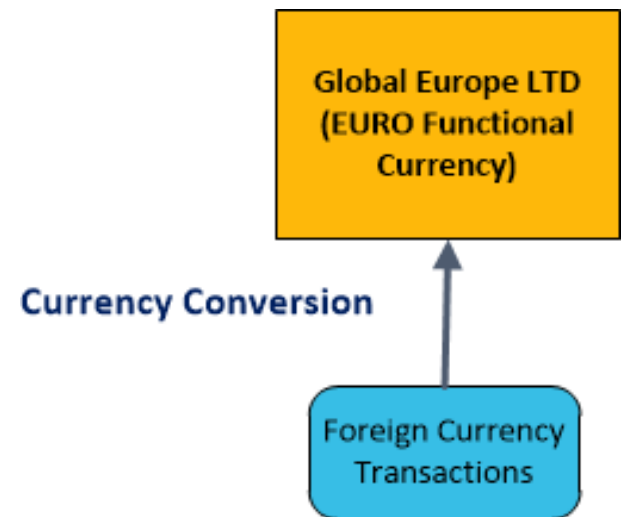 Global Europe LTD
(EURO Functional
Currency)
Currency Conversion
Foreign Currency
Transactions